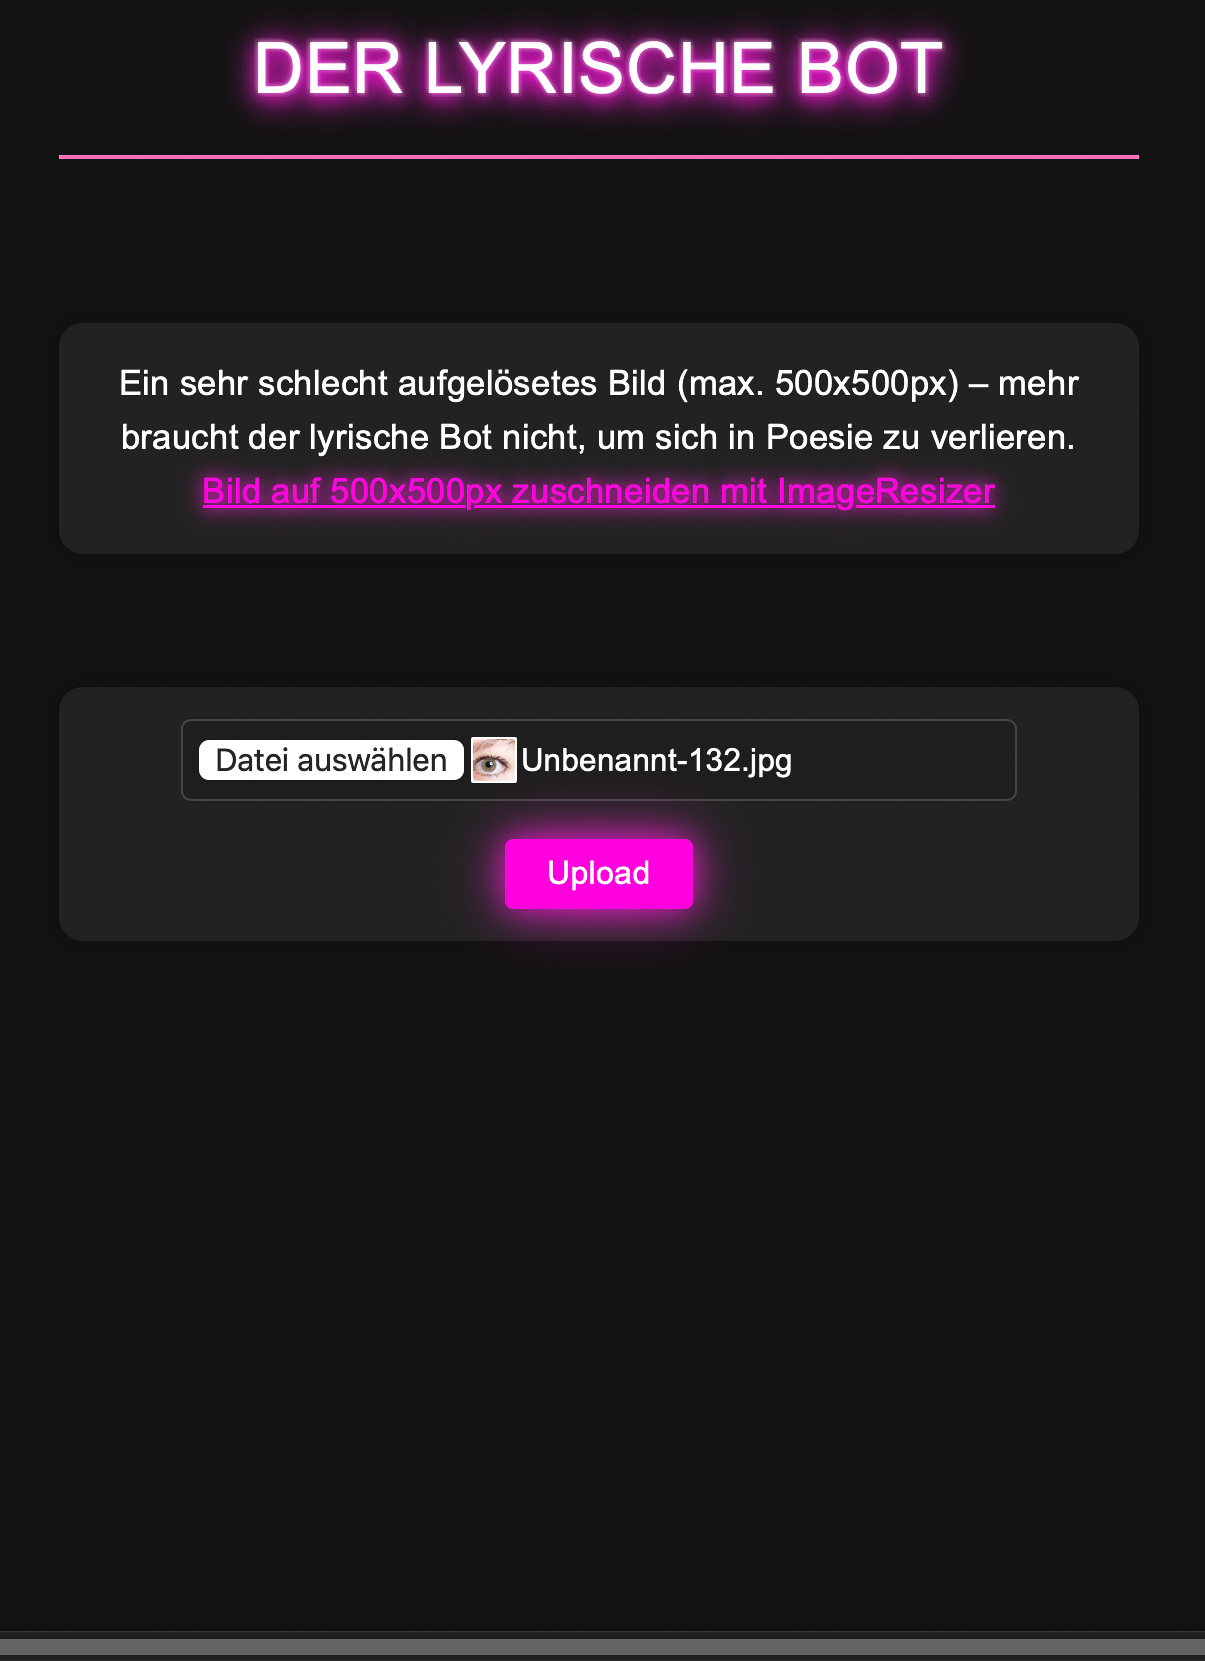 DER LYRISCHE BOT
Ein sehr schlecht aufgelösetes Bild (max. 500x500px) – mehr
braucht der lyrische Bot nicht, um sich in Poesie zu verlieren.
Bild auf 500x500px zuschneiden mit ImageResizer
Datei auswählen Unbenannt-132.jpg
Upload